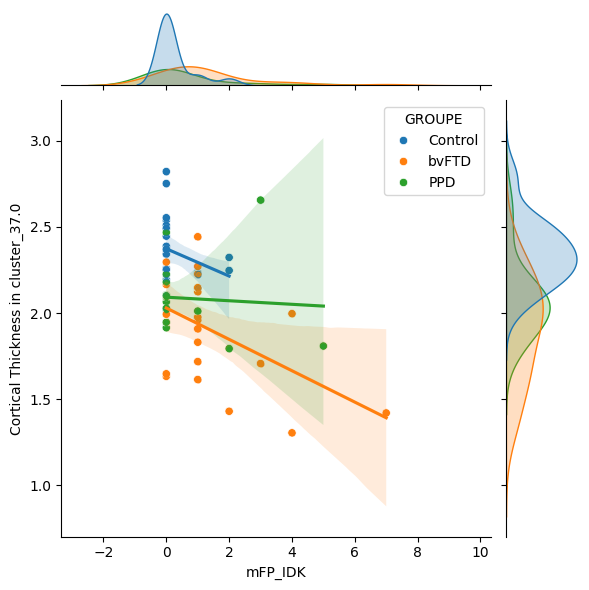 GROUPE
Control
bvFTD
PPD
3.0
2.5
2.0
1.5
1.0
Cortical Thickness in cluster_37.0
−2
0
2
4
6
8
10
mFP_IDK